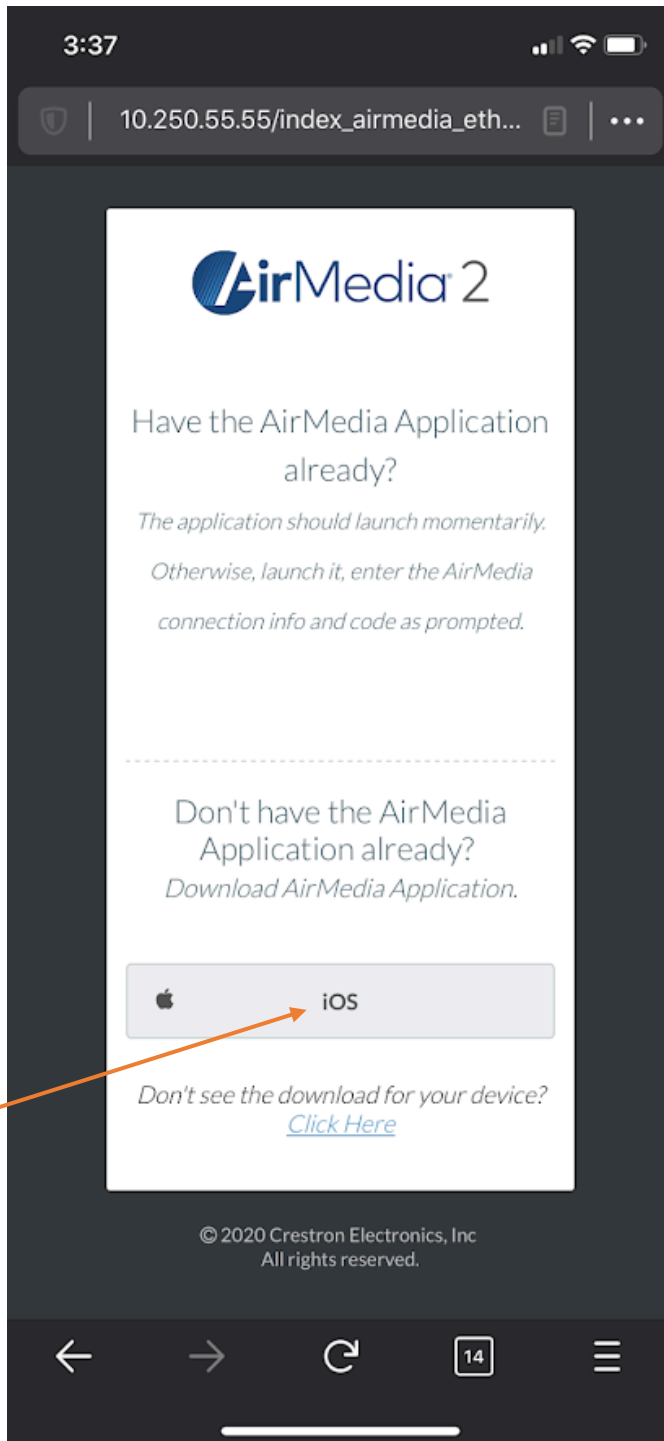 3:37
10.250.55.55/index_airmedia_eth...
AirMedia 2
Have the AirMedia Application
already?
The application should launch momentarily.
Otherwise, launch it, enter the AirMedia
connection info and code as prompted.
Don't have the AirMedia
Application already?
Download AirMedia Application.
iOS
Don't see the download for your device?
Click Here
© 2020 Crestron Electronics, Inc
All rights reserved.
14